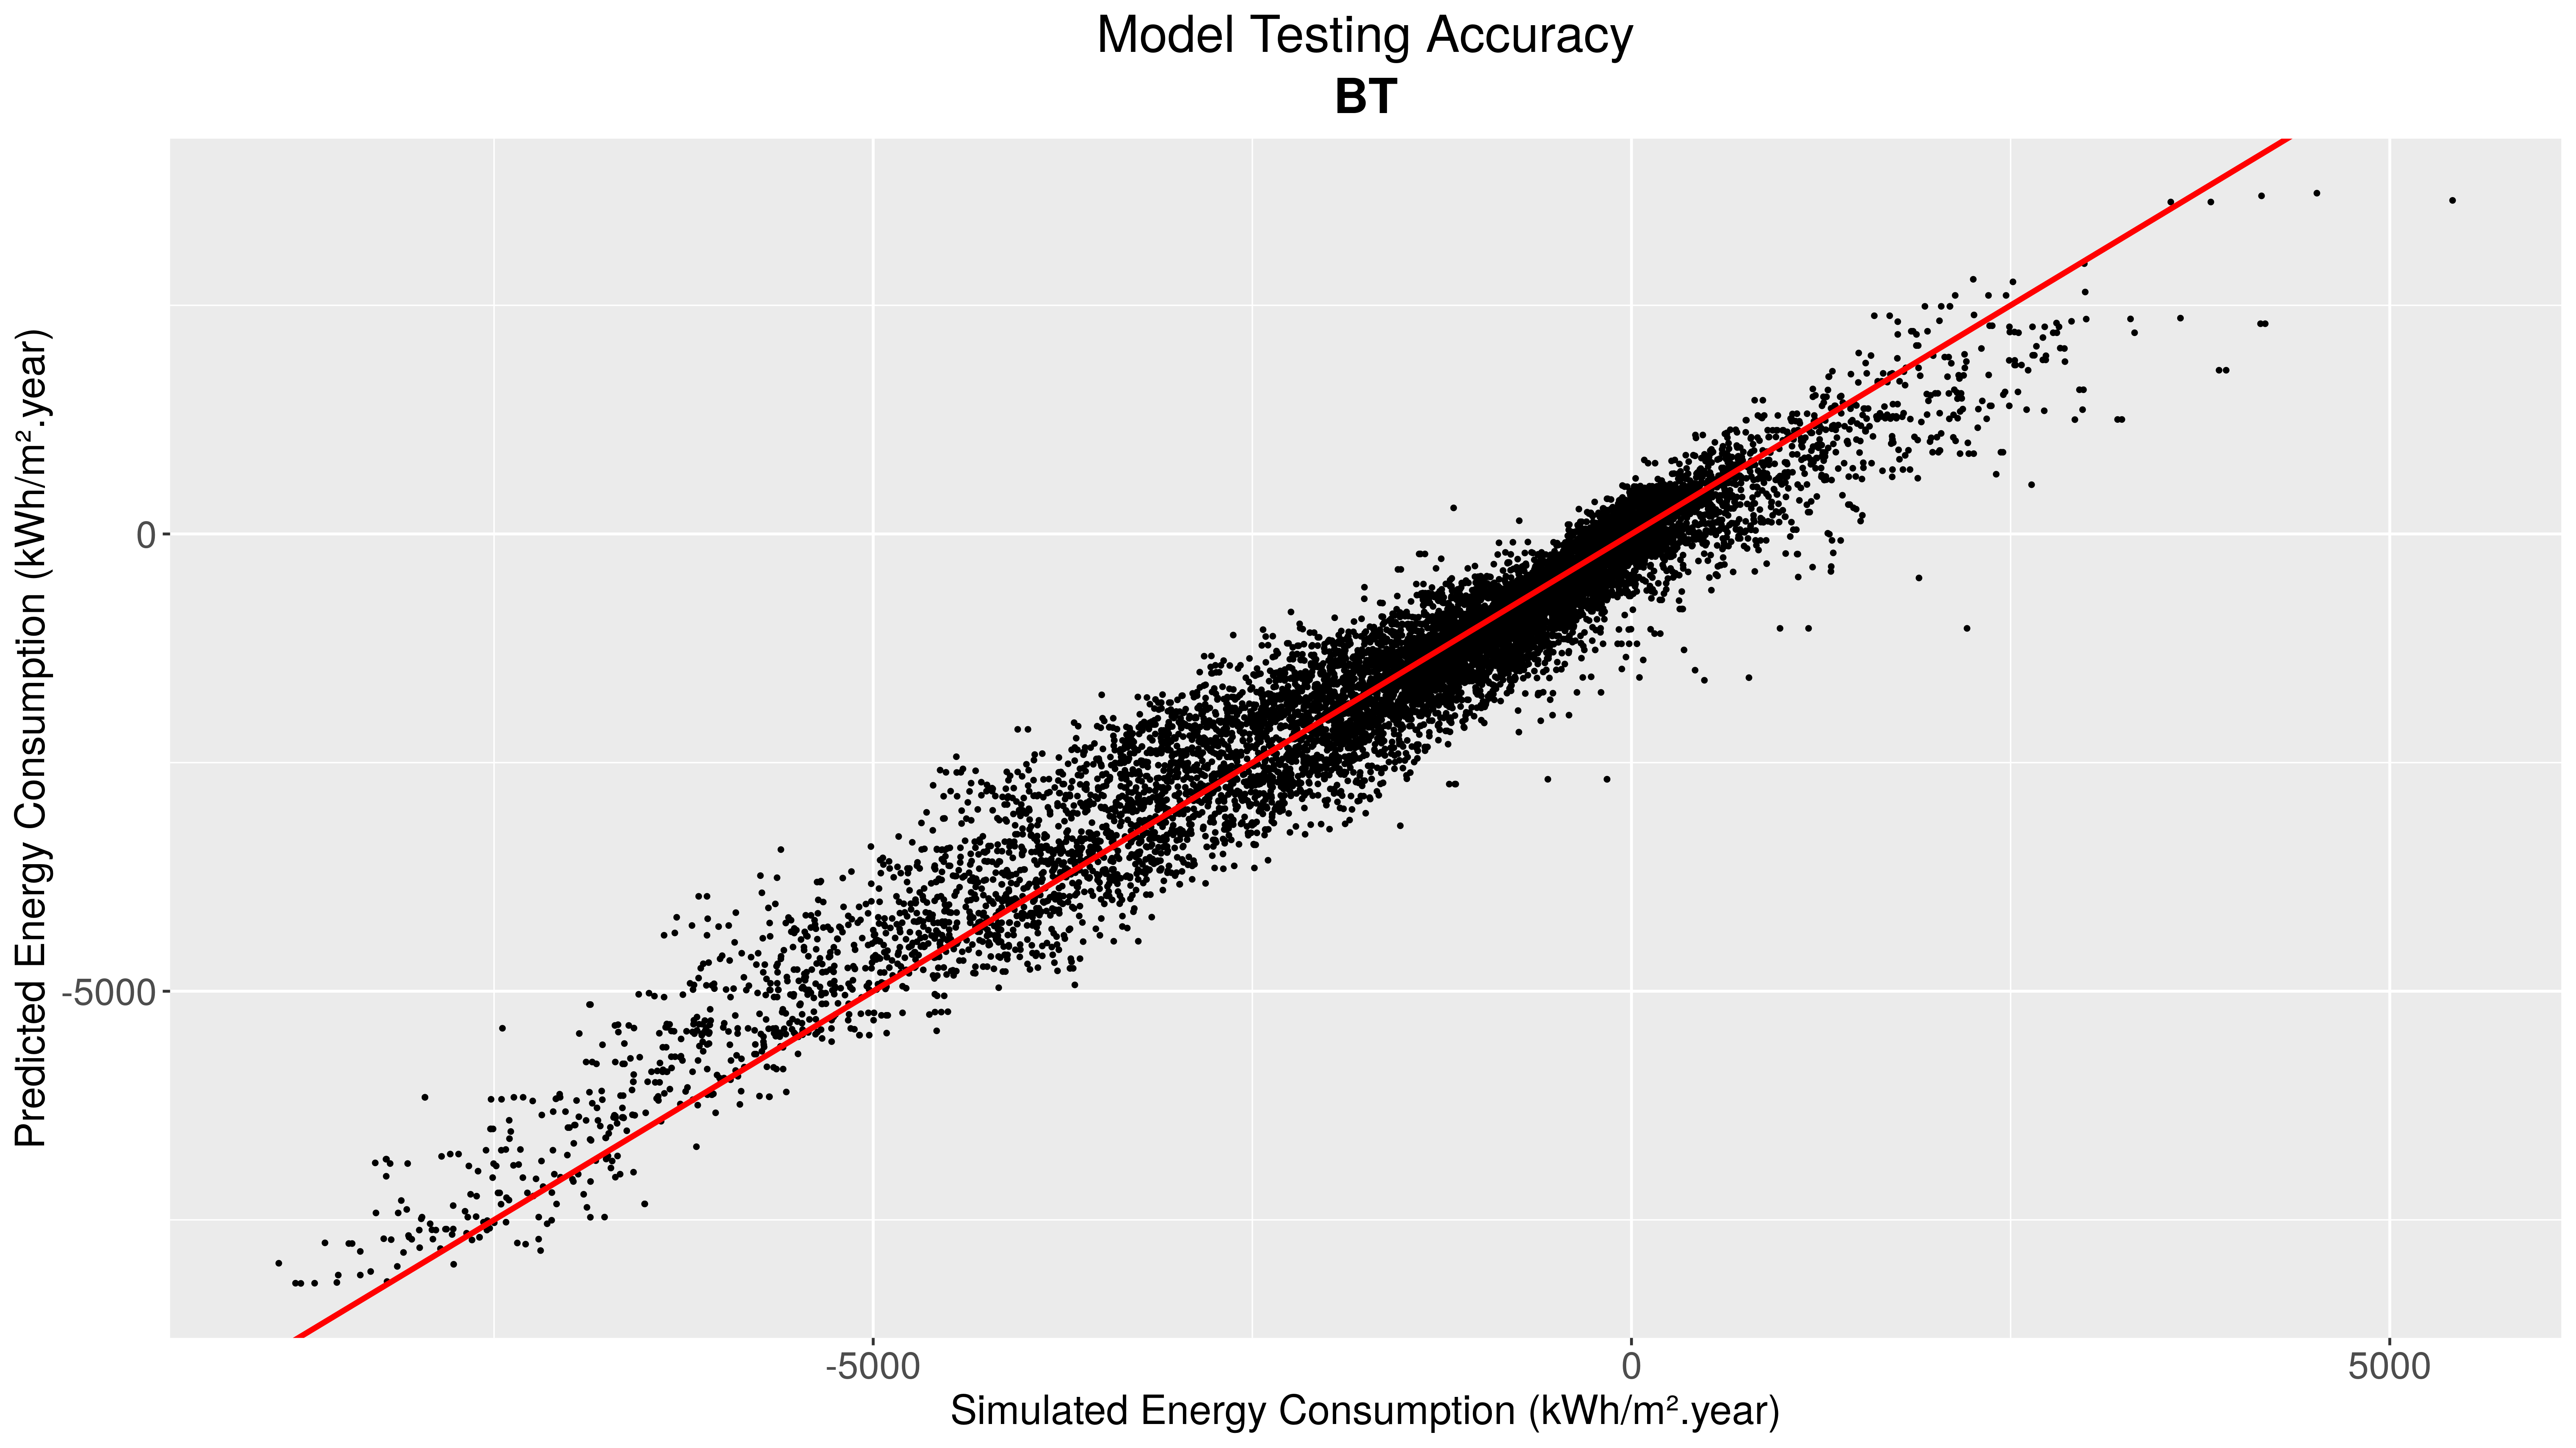 Model Testing Accuracy
BT
Predicted Energy Consumption (kWh/m².year)
0
-5000
-5000
0
5000
Simulated Energy Consumption (kWh/m².year)